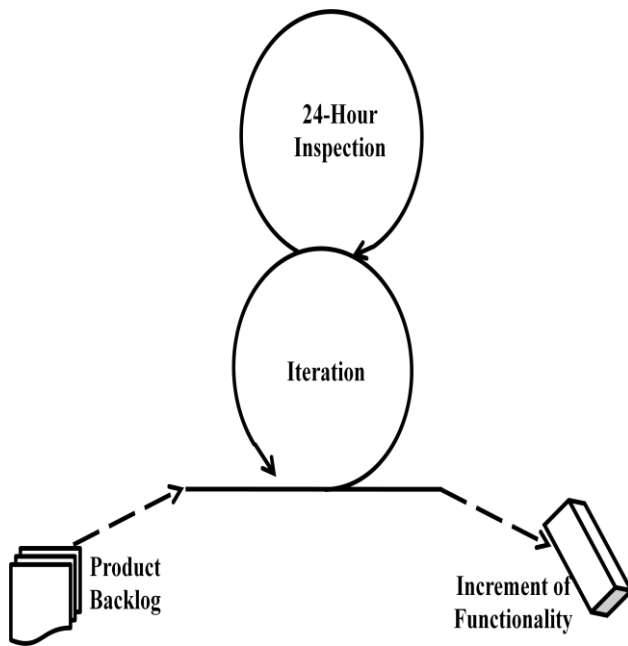 24-Hour
Inspection
Iteration
Product
Backlog
Increment of
Functionality